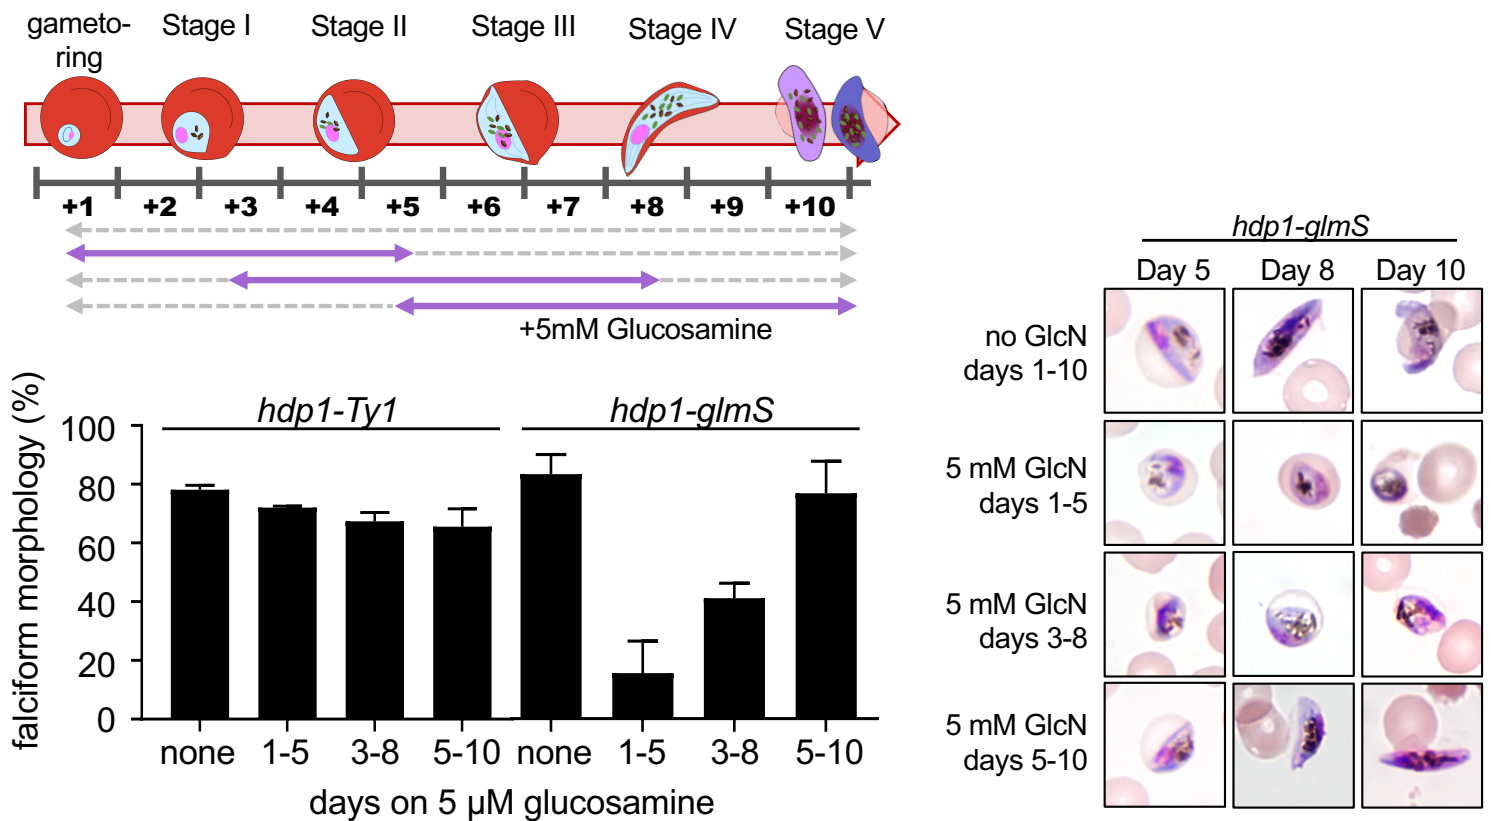 gameto-
ring
Stage I
Stage II
Stage III
Stage IV
Stage V
+1 +2 +3 +4 +5 +6 +7 +8 +9 +10
+5mM Glucosamine
falciform morphology (%)
hdp1-Ty1
hdp1-glmS
100
80
60
40
20
0
none 1-5 3-8 5-10 none 1-5 3-8 5-10
days on 5 µM glucosamine
hdp1-glmS
Day 5 Day 8 Day 10
no GlcN
days 1-10
5 mM GlcN
days 1-5
5 mM GlcN
days 3-8
5 mM GlcN
days 5-10